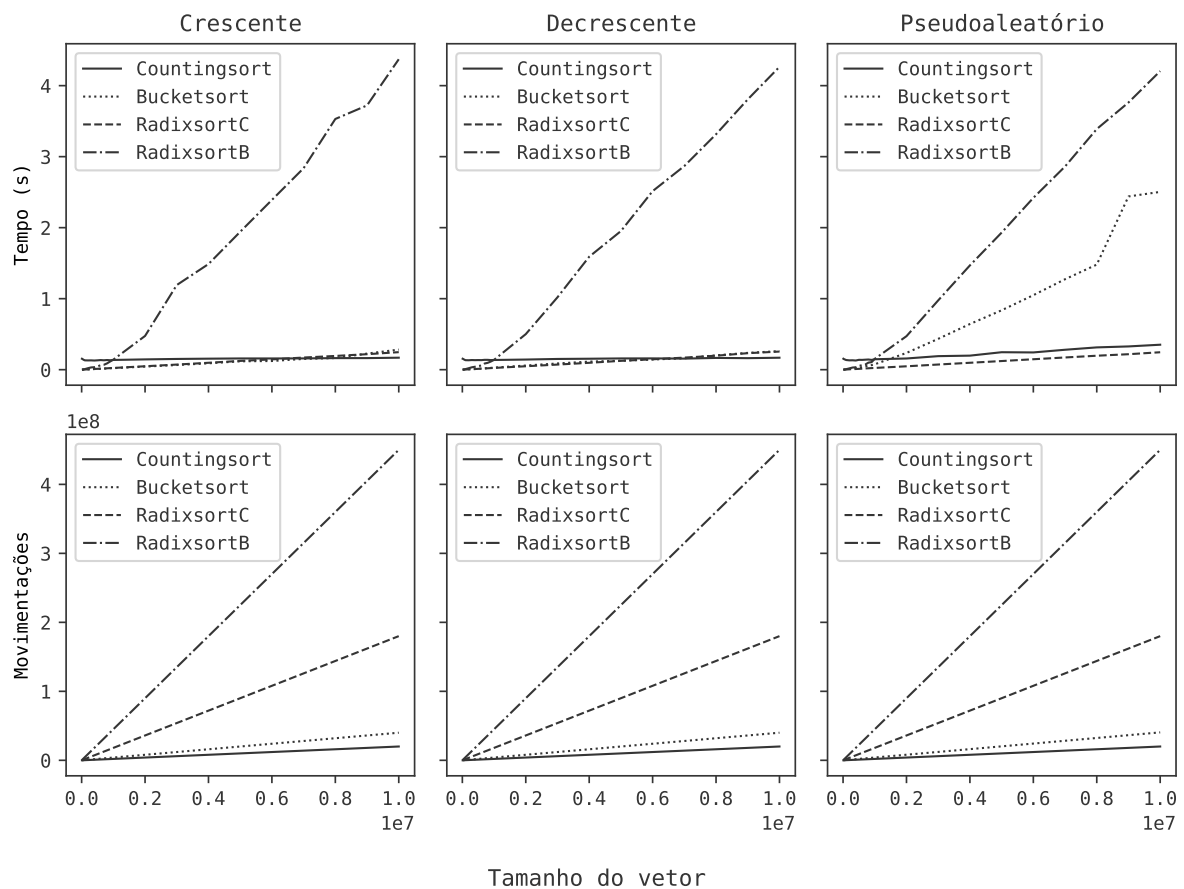 Crescente
Decrescente
Pseudoaleatório
Tempo (s)
4
3
2
1
0
Countingsort
Bucketsort
RadixsortC
RadixsortB
Countingsort
Bucketsort
RadixsortC
RadixsortB
Countingsort
Bucketsort
RadixsortC
RadixsortB
1e8
Movimentações
4
3
2
1
0
Countingsort
Bucketsort
RadixsortC
RadixsortB
Countingsort
Bucketsort
RadixsortC
RadixsortB
Countingsort
Bucketsort
RadixsortC
RadixsortB
0.0 0.2 0.4 0.6 0.8 1.0
1e7
0.0 0.2 0.4 0.6 0.8 1.0
1e7
0.0 0.2 0.4 0.6 0.8 1.0
1e7
Tamanho do vetor